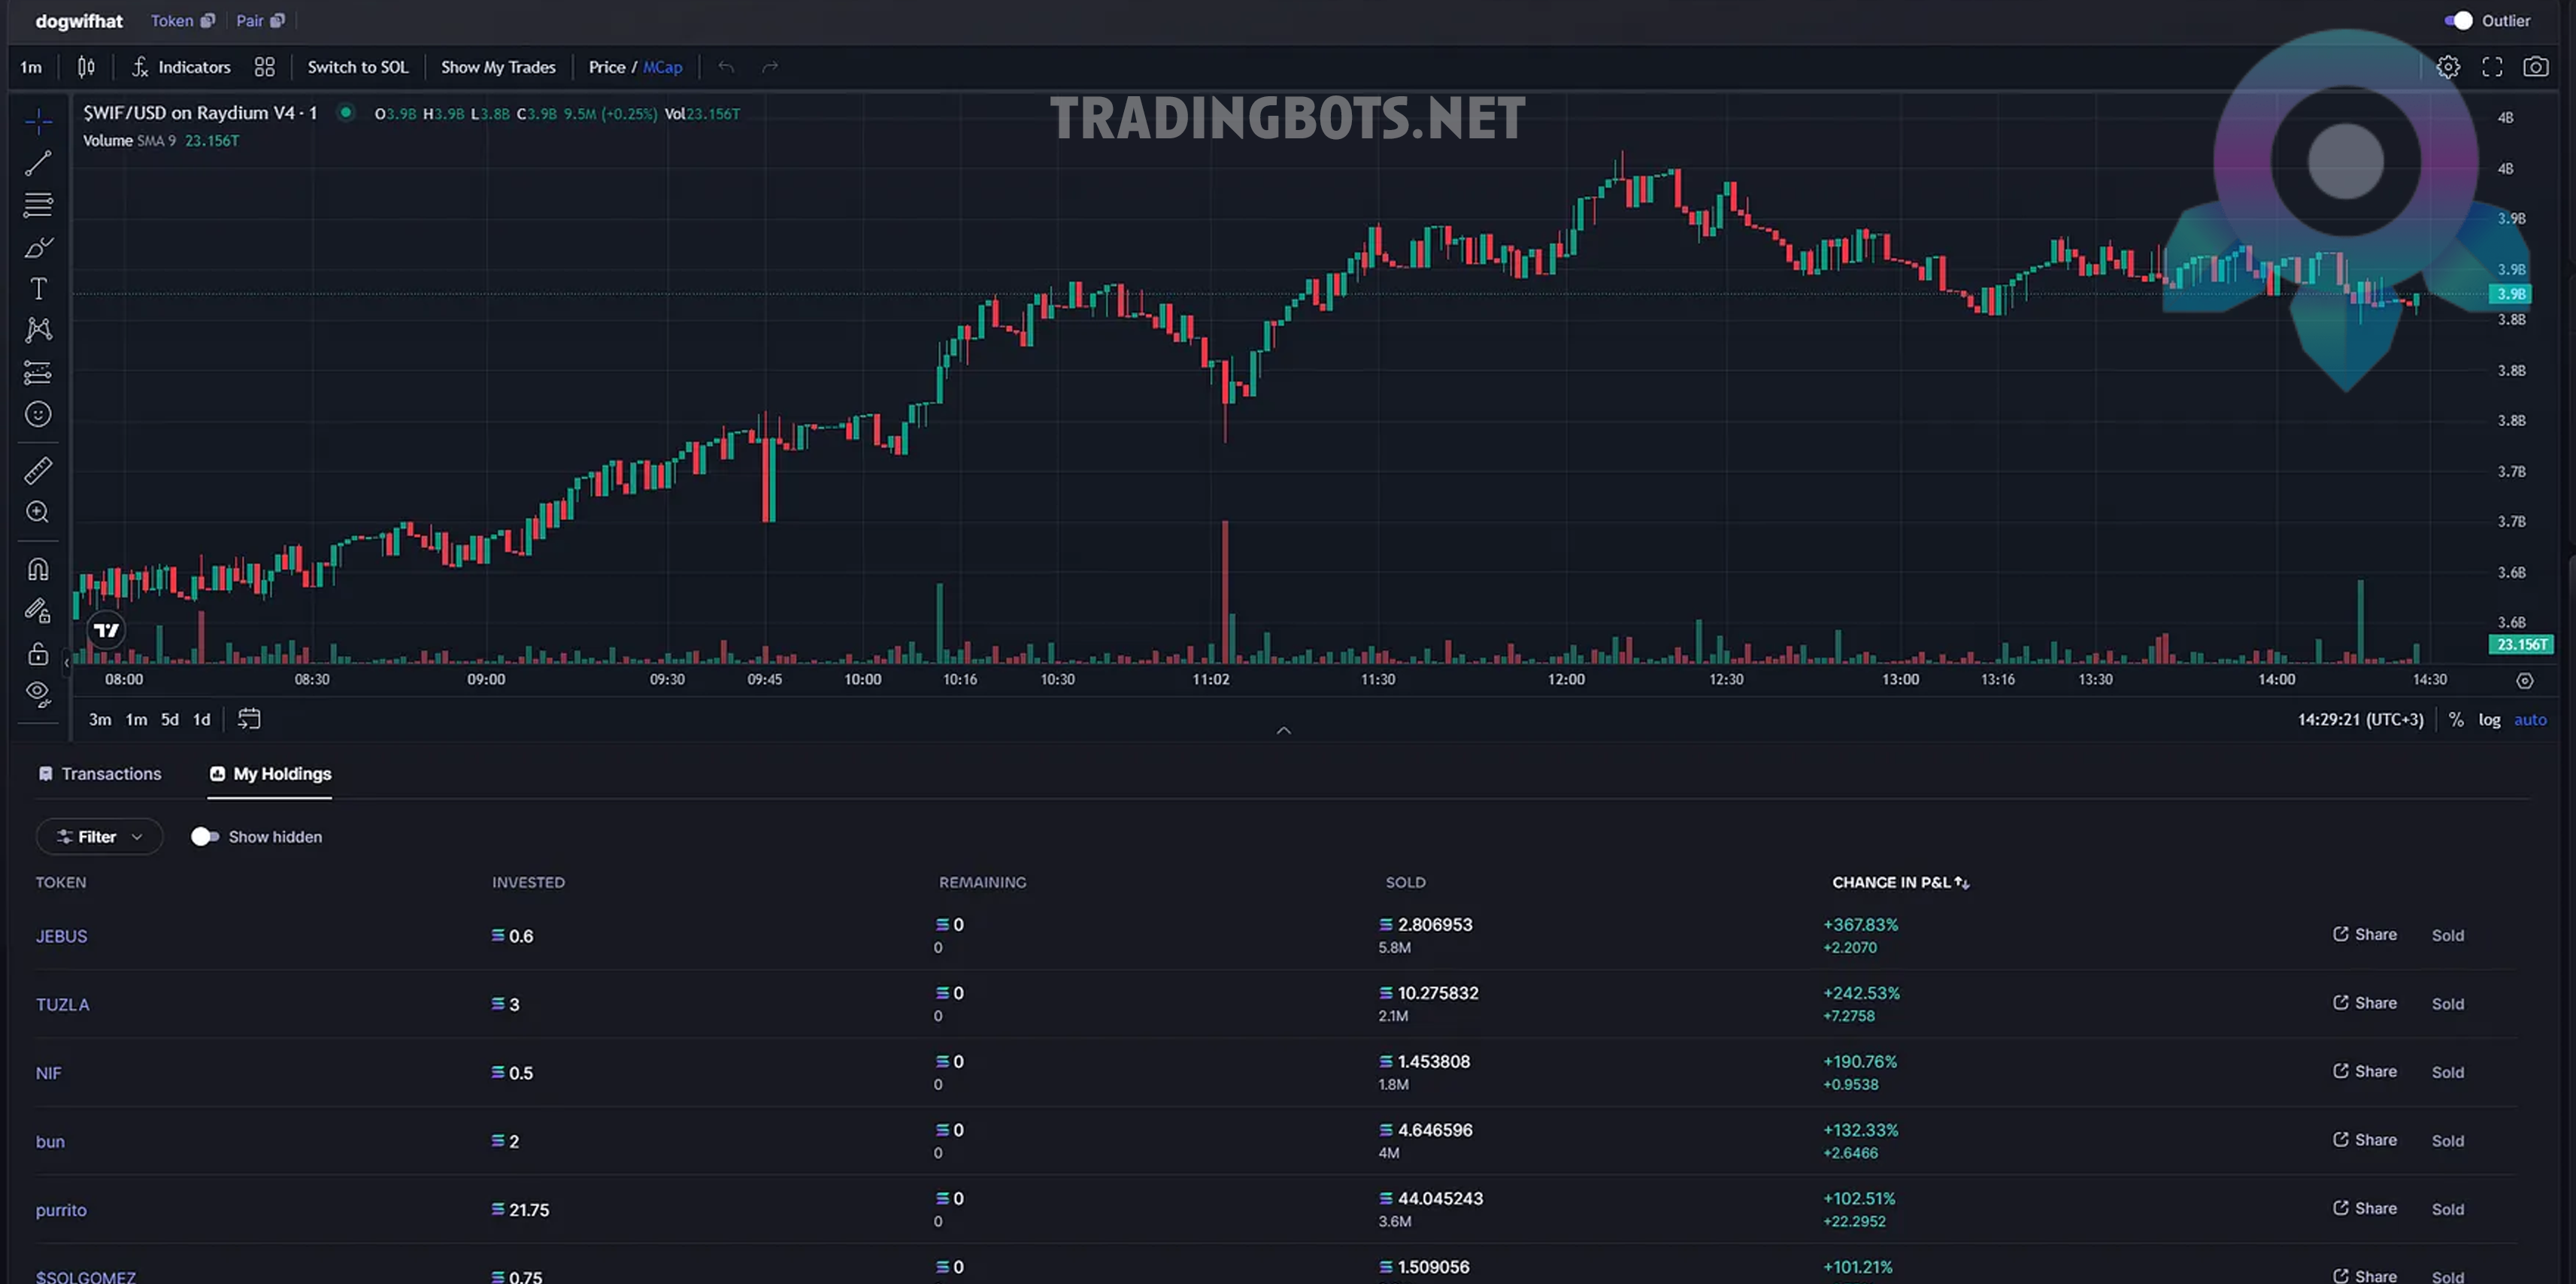 dogwifhat Token Pair Outlier
1m Indicators Switch to SOL Show My Trades Price / MCap
TRADINGBOTS.NET
$WIF/USD on Raydium V4 · 1 O3.9B H3.9B L3.8B C3.9B 9.5M (+0.25%) Vol23.156T
Volume SMA 9 23.156T
4B
4B
3.9B
3.9B
3.9B
3.8B
3.8B
3.8B
3.7B
3.7B
3.6B
3.6B
23.156T
08:00 08:30 09:00 09:30 09:45 10:00 10:16 10:30 11:02 11:30 12:00 12:30 13:00 13:16 13:30 14:00 14:30
3m 1m 5d 1d 14:29:21 (UTC+3) % log auto
Transactions My Holdings
Filter Show hidden
TOKEN INVESTED REMAINING SOLD CHANGE IN P&L
JEBUS 0.6 0 2.806953 +367.83% Share Sold
0 5.8M +2.2070
TUZLA 3 0 10.275832 +242.53% Share Sold
0 2.1M +7.2758
NIF 0.5 0 1.453808 +190.76% Share Sold
0 1.8M +0.9538
bun 2 0 4.646596 +132.33% Share Sold
0 4M +2.6466
purrito 21.75 0 44.045243 +102.51% Share Sold
0 3.6M +22.2952
$SOLGOMEZ 0.75 0 1.509056 +101.21% Share Sold